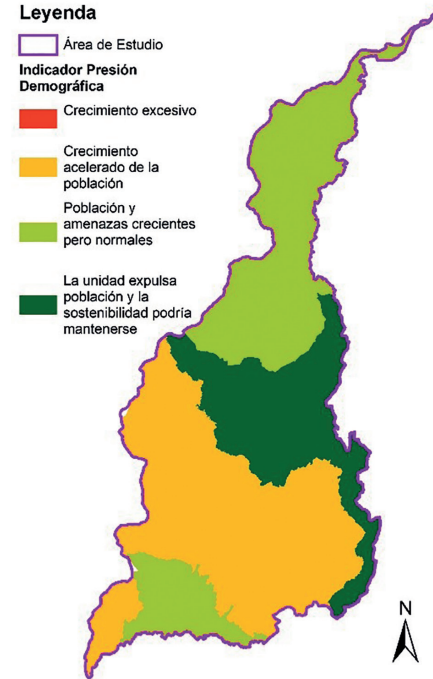 Leyenda
Área de Estudio
Indicador Presión
Demográfica
Crecimiento excesivo
Crecimiento
acelerado de la
población
Población y
amenazas crecientes
pero normales
La unidad expulsa
población y la
sostenibilidad podría
mantenerse
N